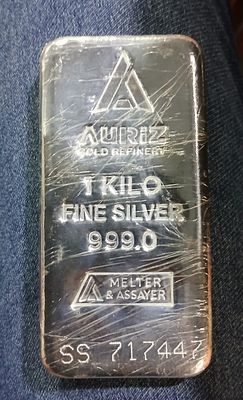 AURIZ
GOLD REFINERY
1 KILO
FINE SILVER
999.0
MELTER
& ASSAYER
SS 717447